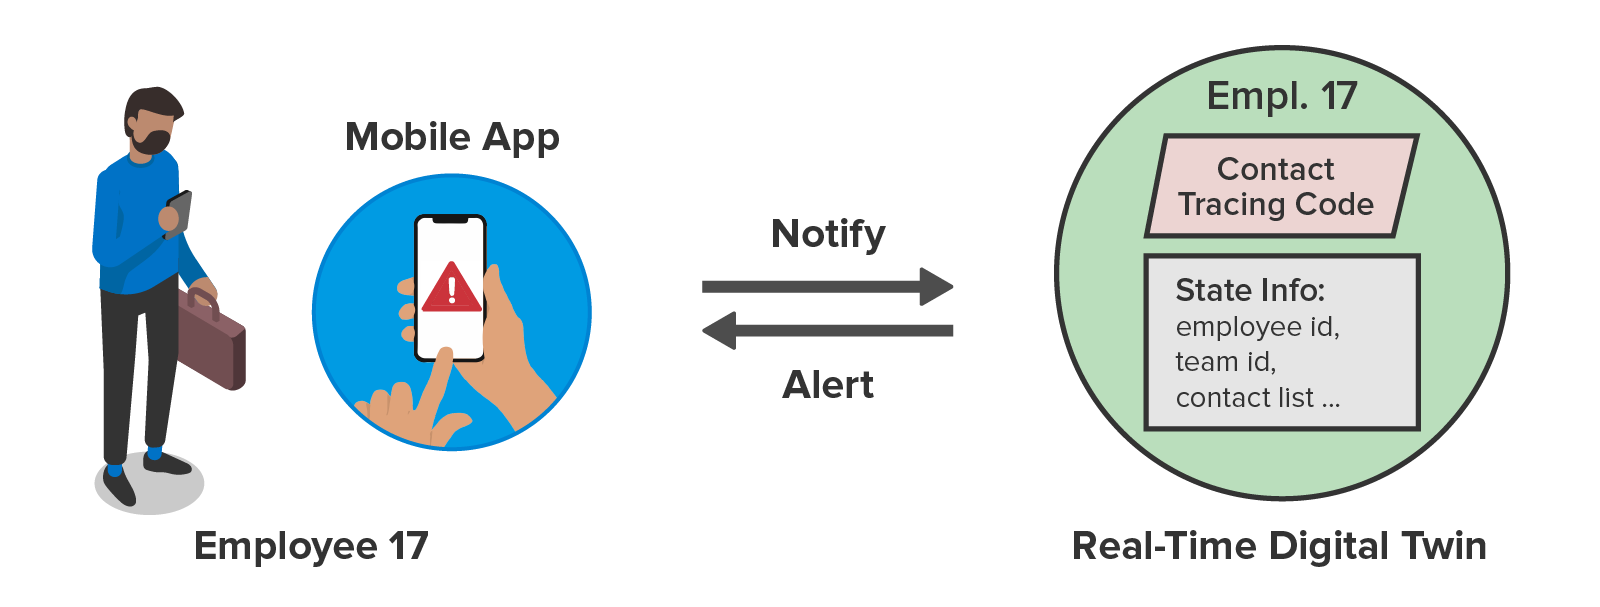 Mobile App
Employee 17
Notify
Alert
Empl. 17
Contact
Tracing Code
State Info:
employee id,
team id,
contact list ...
Real-Time Digital Twin